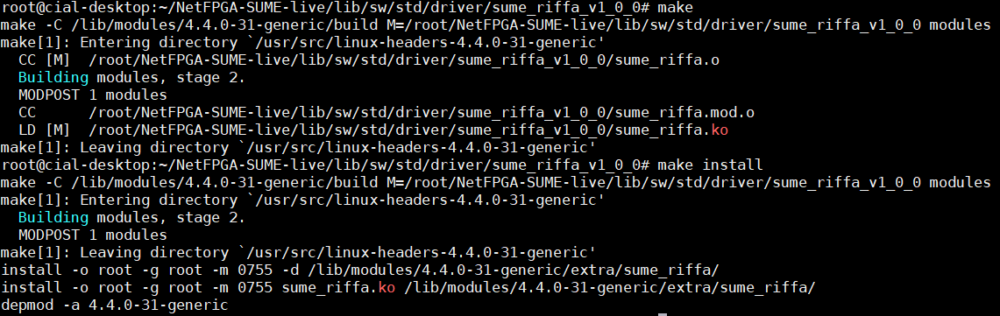 root@cial-desktop:~/NetFPGA-SUME-live/lib/sw/std/driver/sume_riffa_v1_0_0# make
make -C /lib/modules/4.4.0-31-generic/build M=/root/NetFPGA-SUME-live/lib/sw/std/driver/sume_riffa_v1_0_0 modules
make[1]: Entering directory `/usr/src/linux-headers-4.4.0-31-generic'
  CC [M]  /root/NetFPGA-SUME-live/lib/sw/std/driver/sume_riffa_v1_0_0/sume_riffa.o
  Building modules, stage 2.
  MODPOST 1 modules
  CC      /root/NetFPGA-SUME-live/lib/sw/std/driver/sume_riffa_v1_0_0/sume_riffa.mod.o
  LD [M]  /root/NetFPGA-SUME-live/lib/sw/std/driver/sume_riffa_v1_0_0/sume_riffa.ko
make[1]: Leaving directory `/usr/src/linux-headers-4.4.0-31-generic'
root@cial-desktop:~/NetFPGA-SUME-live/lib/sw/std/driver/sume_riffa_v1_0_0# make install
make -C /lib/modules/4.4.0-31-generic/build M=/root/NetFPGA-SUME-live/lib/sw/std/driver/sume_riffa_v1_0_0 modules
make[1]: Entering directory `/usr/src/linux-headers-4.4.0-31-generic'
  Building modules, stage 2.
  MODPOST 1 modules
make[1]: Leaving directory `/usr/src/linux-headers-4.4.0-31-generic'
install -o root -g root -m 0755 -d /lib/modules/4.4.0-31-generic/extra/sume_riffa/
install -o root -g root -m 0755 sume_riffa.ko /lib/modules/4.4.0-31-generic/extra/sume_riffa/
depmod -a 4.4.0-31-generic